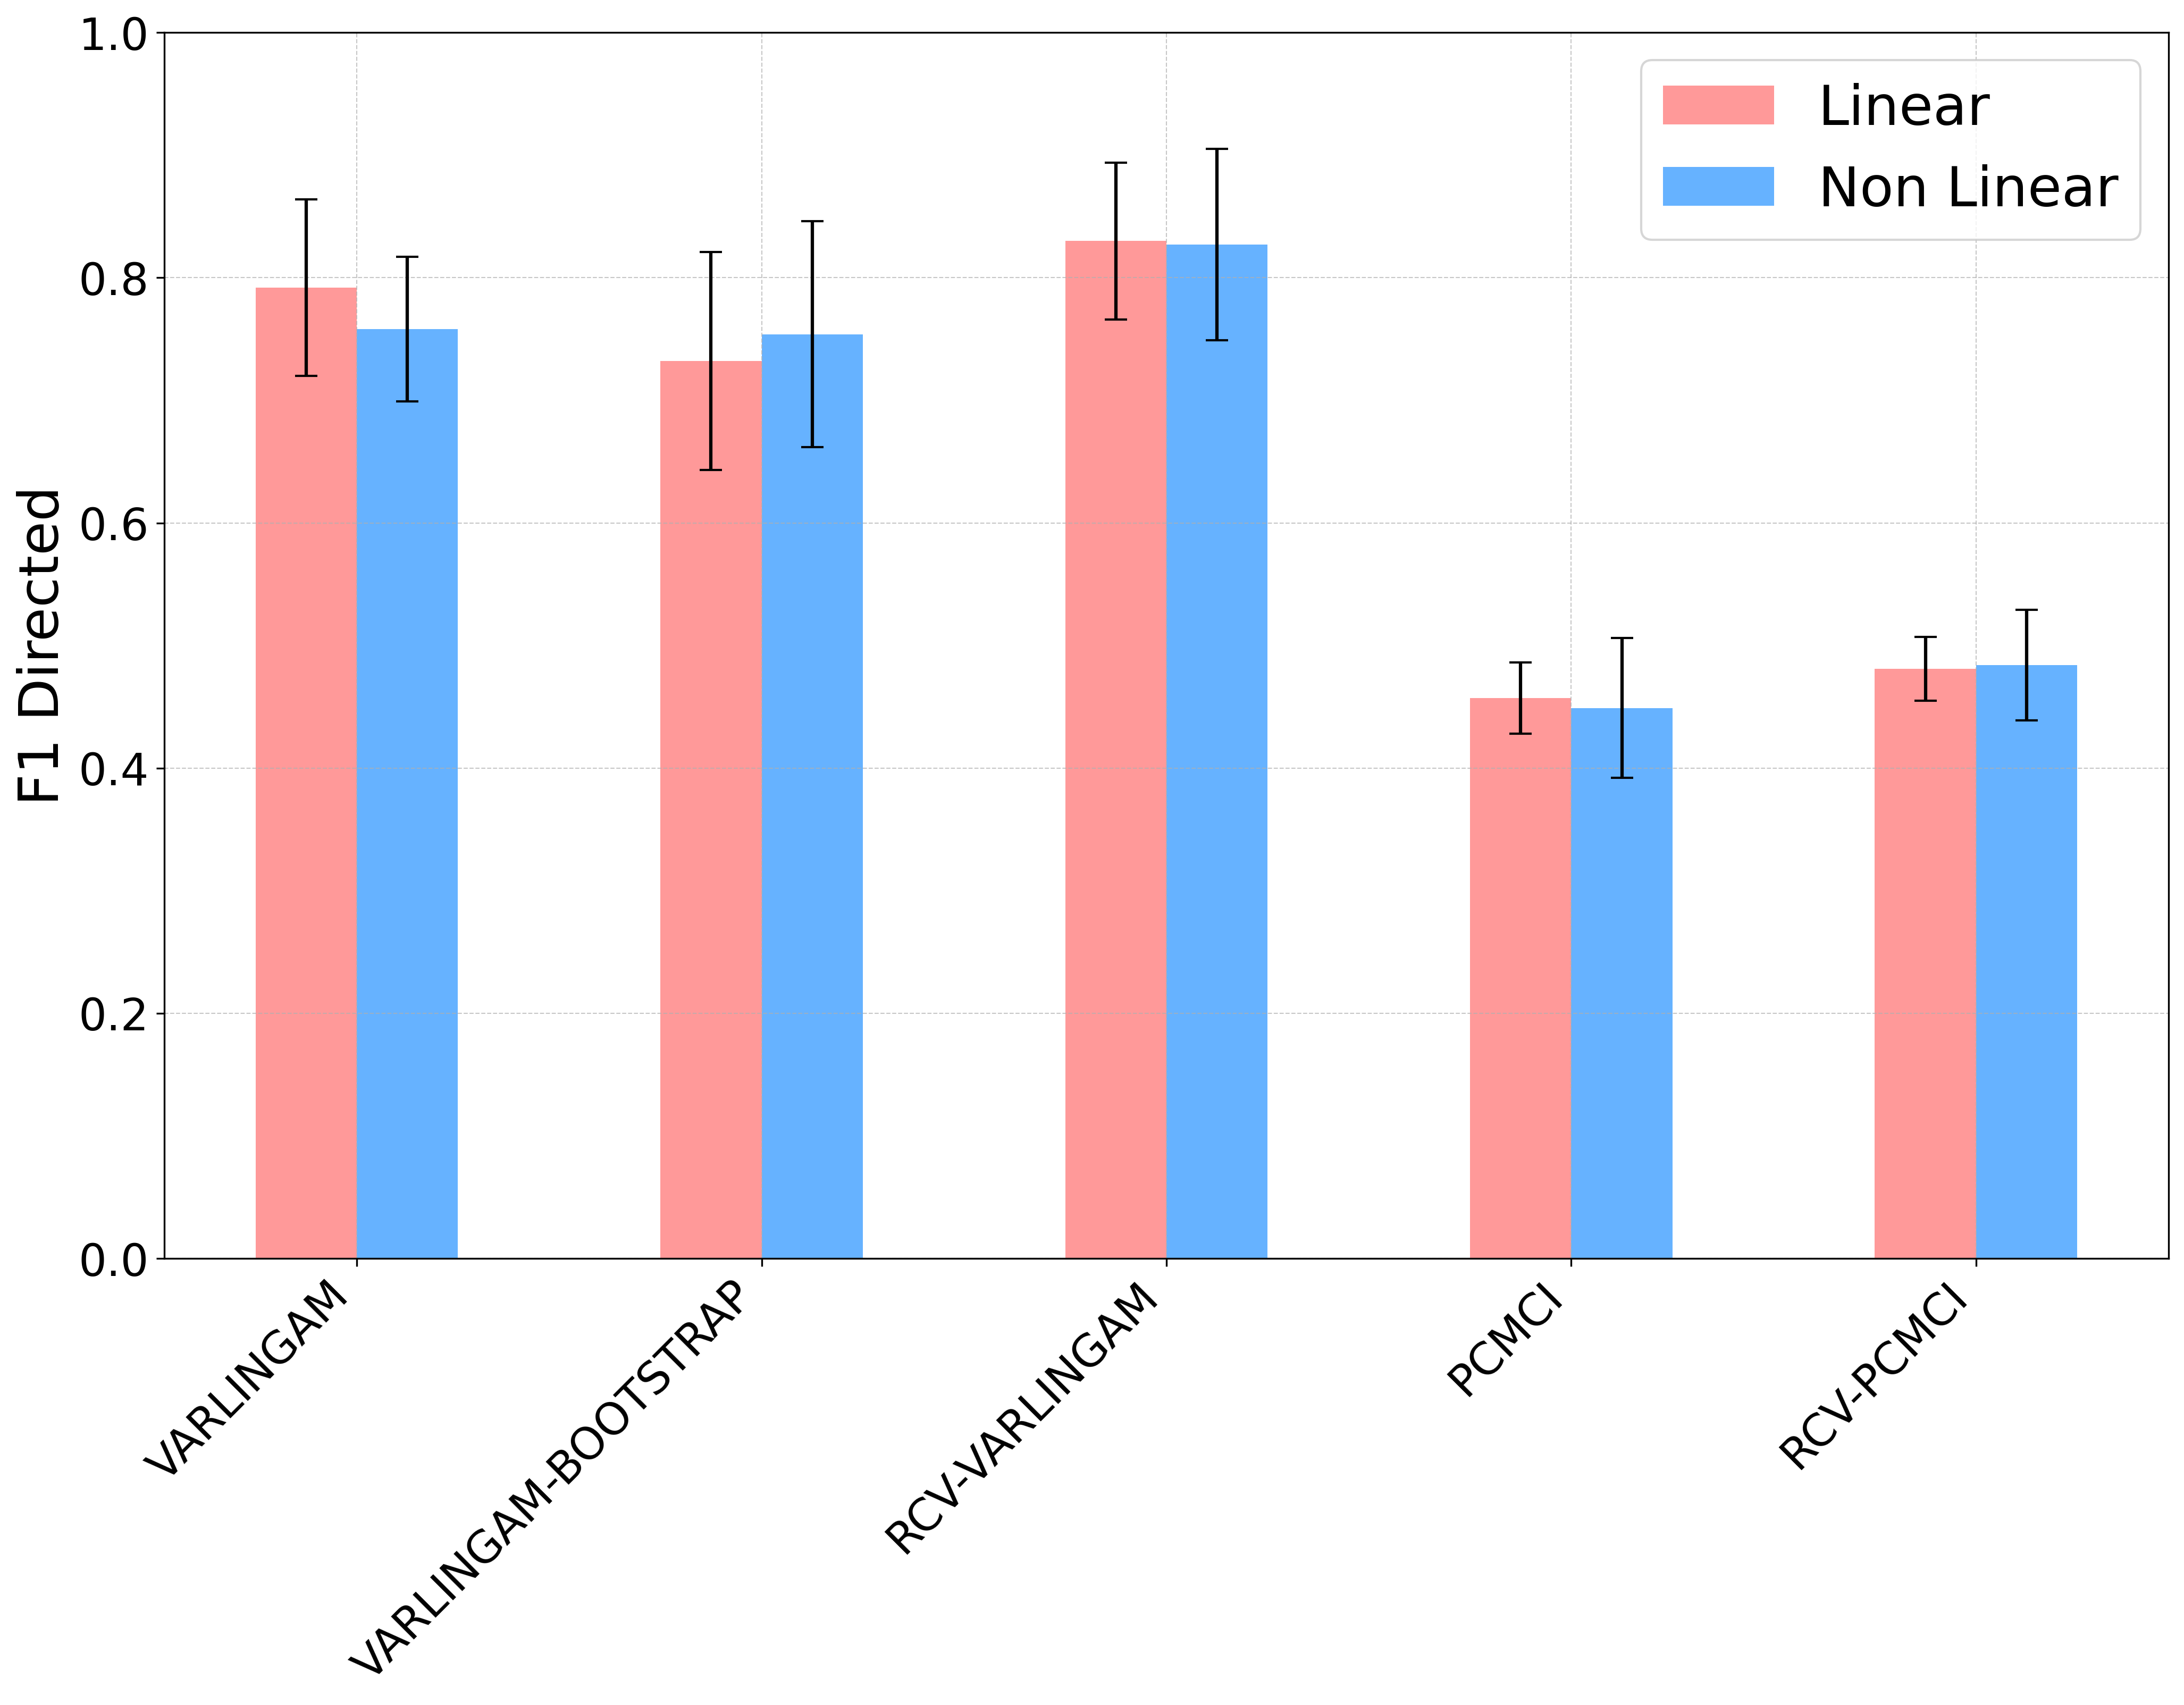 F1 Directed
1.0
0.8
0.6
0.4
0.2
0.0
Linear
Non Linear
VARLINGAM
VARLINGAM-BOOTSTRAP
RCV-VARLINGAM
PCMCI
RCV-PCMCI